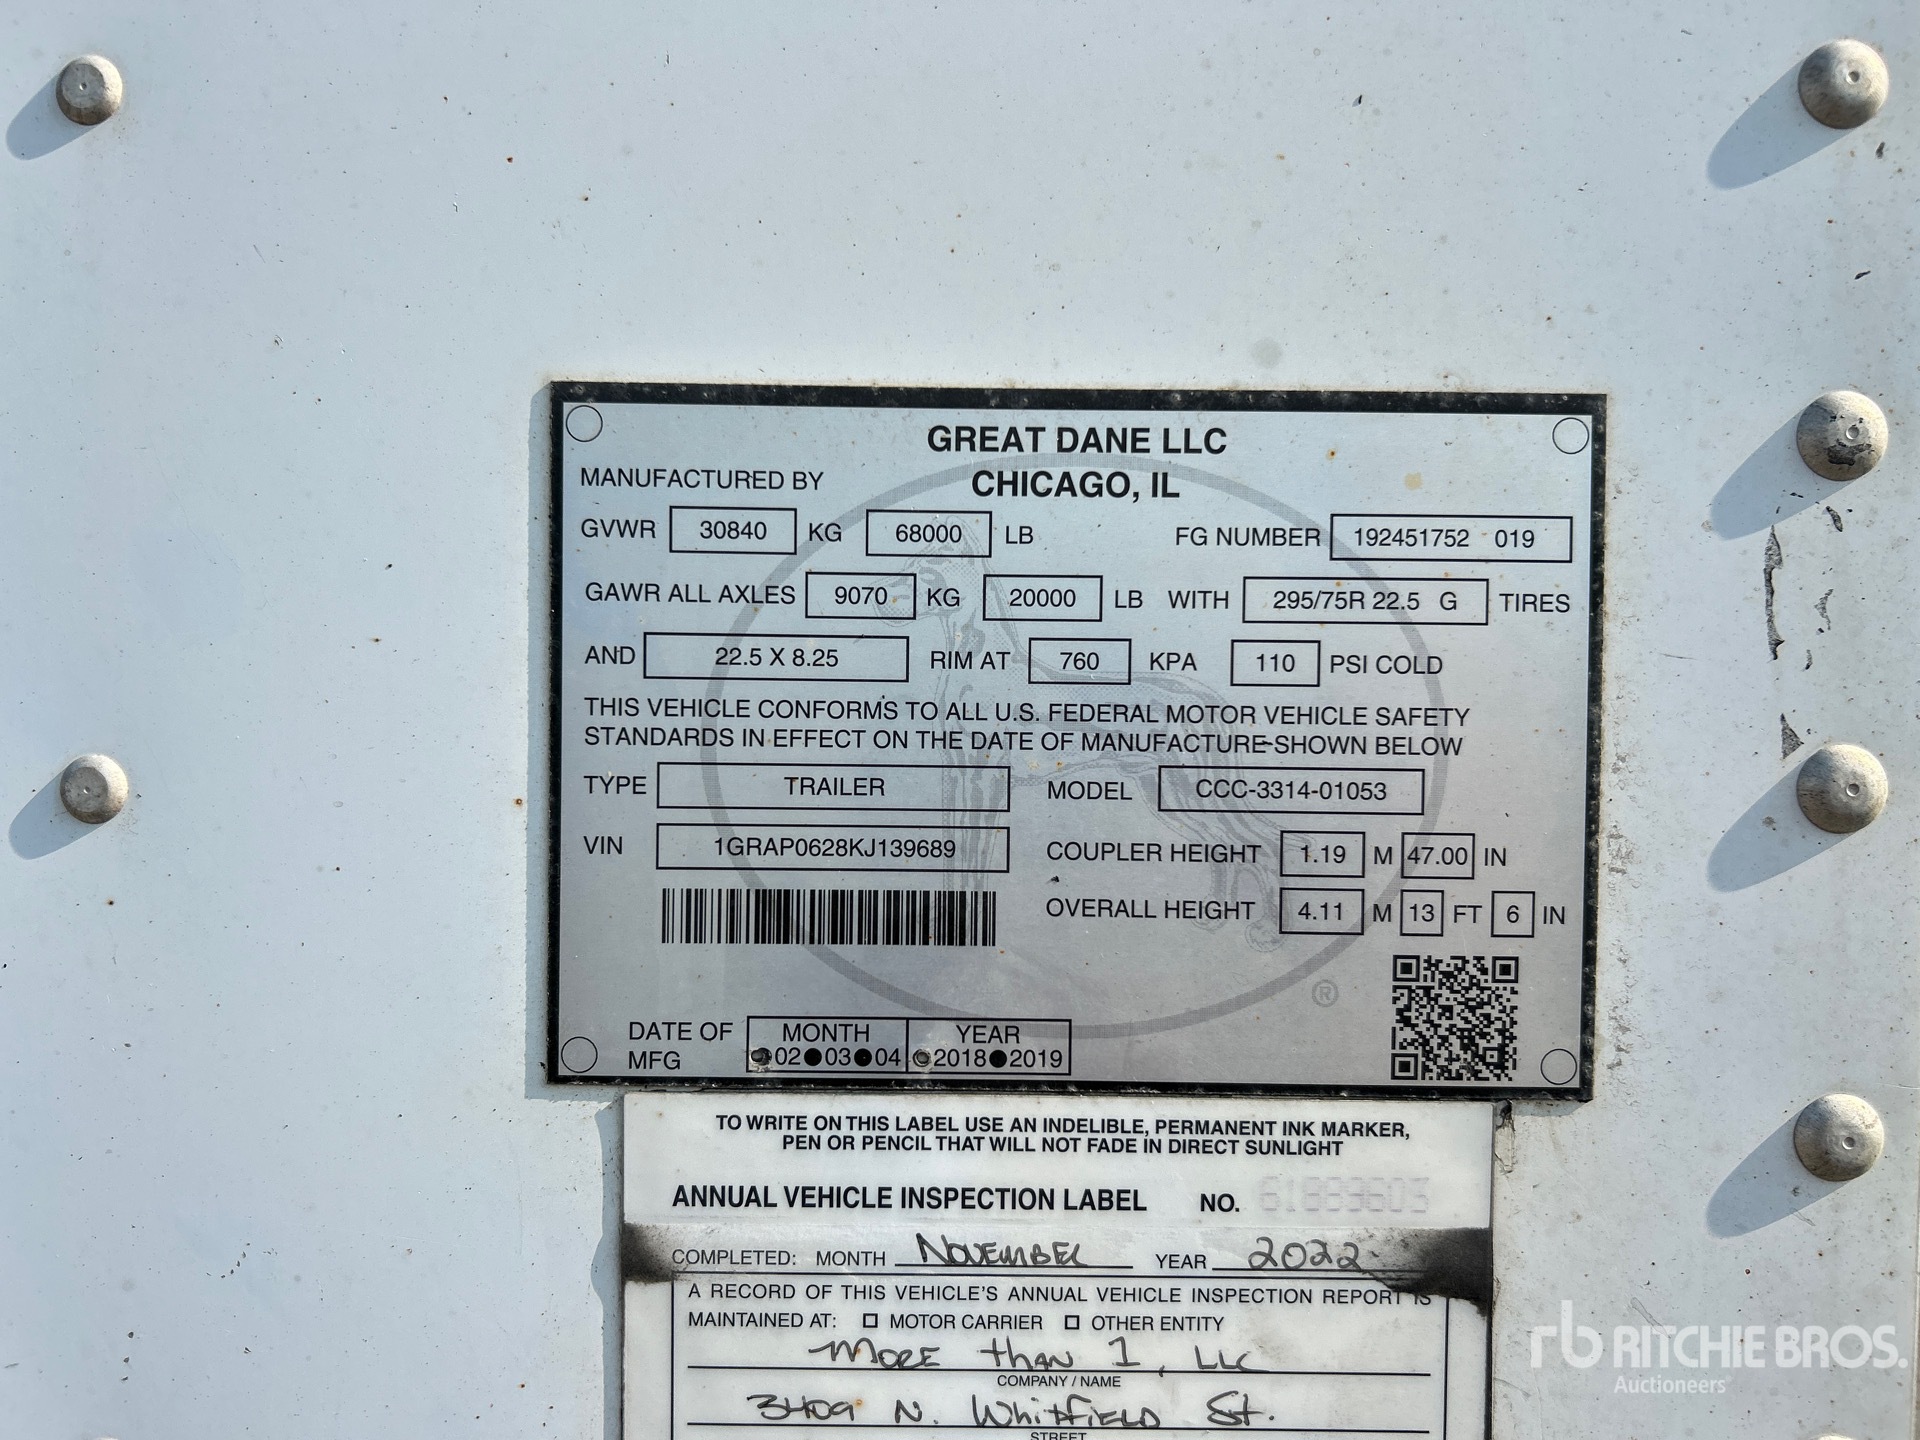 GREAT DANE LLC
MANUFACTURED BY CHICAGO, IL
GVWR 30840 KG 68000 LB FG NUMBER 192451752 019
GAWR ALL AXLES 9070 KG 20000 LB WITH 295/75R 22.5 G TIRES
AND 22.5 X 8.25 RIM AT 760 KPA 110 PSI COLD
THIS VEHICLE CONFORMS TO ALL U.S. FEDERAL MOTOR VEHICLE SAFETY
STANDARDS IN EFFECT ON THE DATE OF MANUFACTURE SHOWN BELOW
TYPE TRAILER MODEL CCC-3314-01053
VIN 1GRAP0628KJ139689 COUPLER HEIGHT 1.19 M 47.00 IN
OVERALL HEIGHT 4.11 M 13 FT 6 IN
®
DATE OF MFG MONTH YEAR
02 03 04 2018 2019
TO WRITE ON THIS LABEL USE AN INDELIBLE, PERMANENT INK MARKER,
PEN OR PENCIL THAT WILL NOT FADE IN DIRECT SUNLIGHT
ANNUAL VEHICLE INSPECTION LABEL NO.
COMPLETED: MONTH NOVEMBER YEAR 2022
A RECORD OF THIS VEHICLE'S ANNUAL VEHICLE INSPECTION REPORT IS
MAINTAINED AT: MOTOR CARRIER OTHER ENTITY
MORE than 1, LLC
COMPANY / NAME
3409 N. Whitfield St.
STREET
rb RITCHIE BROS.
Auctioneers